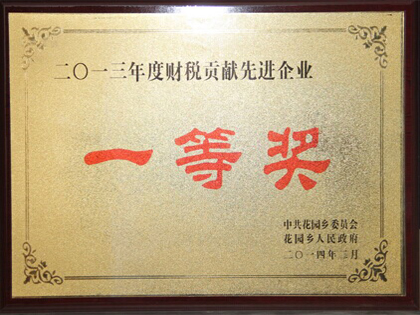 二〇一三年度财税贡献先进企业
一等奖
中共花园乡委员会
花园乡人民政府
二〇一四年二月